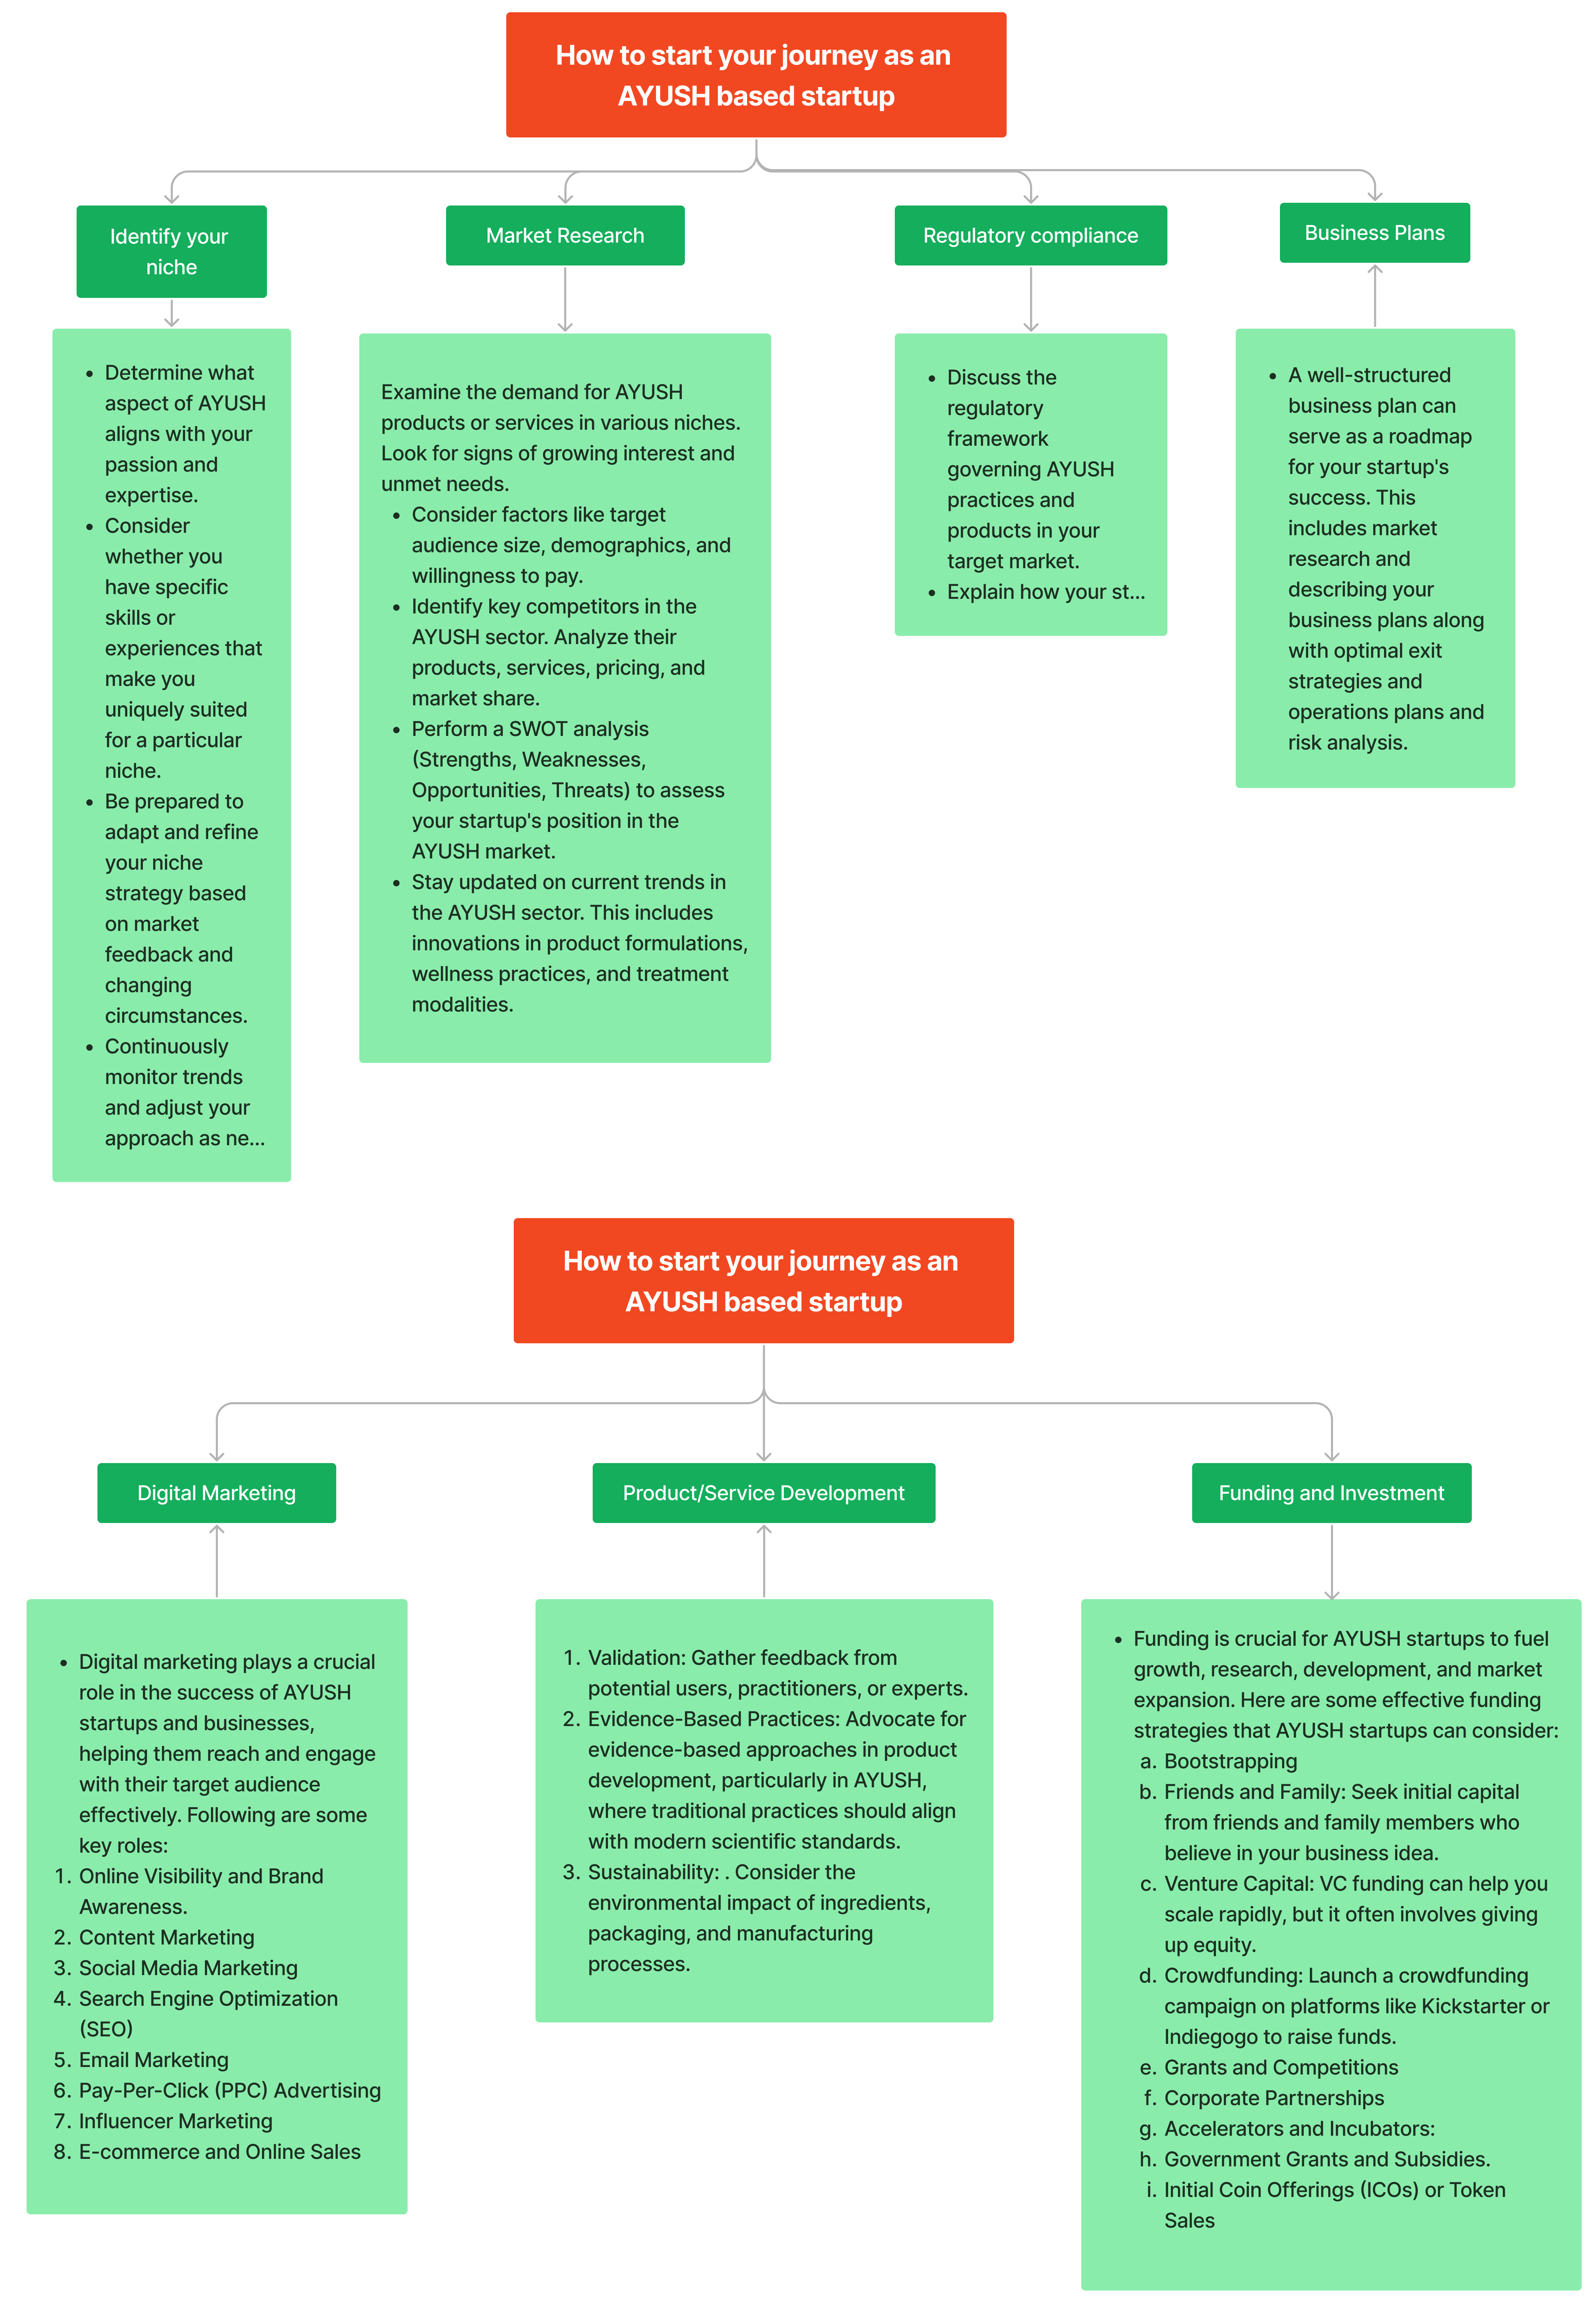 How to start your journey as an
AYUSH based startup
Identify your
niche
Market Research
Regulatory compliance
Business Plans
• Determine what
aspect of AYUSH
aligns with your
passion and
expertise.
• Consider
whether you
have specific
skills or
experiences that
make you
uniquely suited
for a particular
niche.
• Be prepared to
adapt and refine
your niche
strategy based
on market
feedback and
changing
circumstances.
• Continuously
monitor trends
and adjust your
approach as ne...
Examine the demand for AYUSH
products or services in various niches.
Look for signs of growing interest and
unmet needs.
• Consider factors like target
audience size, demographics, and
willingness to pay.
• Identify key competitors in the
AYUSH sector. Analyze their
products, services, pricing, and
market share.
• Perform a SWOT analysis
(Strengths, Weaknesses,
Opportunities, Threats) to assess
your startup's position in the
AYUSH market.
• Stay updated on current trends in
the AYUSH sector. This includes
innovations in product formulations,
wellness practices, and treatment
modalities.
• Discuss the
regulatory
framework
governing AYUSH
practices and
products in your
target market.
• Explain how your st...
• A well-structured
business plan can
serve as a roadmap
for your startup's
success. This
includes market
research and
describing your
business plans along
with optimal exit
strategies and
operations plans and
risk analysis.
How to start your journey as an
AYUSH based startup
Digital Marketing
Product/Service Development
Funding and Investment
• Digital marketing plays a crucial
role in the success of AYUSH
startups and businesses,
helping them reach and engage
with their target audience
effectively. Following are some
key roles:
1. Online Visibility and Brand
Awareness.
2. Content Marketing
3. Social Media Marketing
4. Search Engine Optimization
(SEO)
5. Email Marketing
6. Pay-Per-Click (PPC) Advertising
7. Influencer Marketing
8. E-commerce and Online Sales
1. Validation: Gather feedback from
potential users, practitioners, or experts.
2. Evidence-Based Practices: Advocate for
evidence-based approaches in product
development, particularly in AYUSH,
where traditional practices should align
with modern scientific standards.
3. Sustainability: . Consider the
environmental impact of ingredients,
packaging, and manufacturing
processes.
• Funding is crucial for AYUSH startups to fuel
growth, research, development, and market
expansion. Here are some effective funding
strategies that AYUSH startups can consider:
a. Bootstrapping
b. Friends and Family: Seek initial capital
from friends and family members who
believe in your business idea.
c. Venture Capital: VC funding can help you
scale rapidly, but it often involves giving
up equity.
d. Crowdfunding: Launch a crowdfunding
campaign on platforms like Kickstarter or
Indiegogo to raise funds.
e. Grants and Competitions
f. Corporate Partnerships
g. Accelerators and Incubators:
h. Government Grants and Subsidies.
i. Initial Coin Offerings (ICOs) or Token
Sales